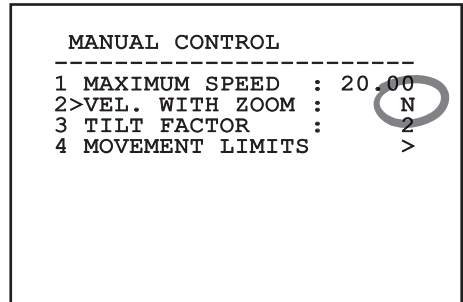 MANUAL CONTROL
-------------------------
1 MAXIMUM SPEED : 20.00
2>VEL. WITH ZOOM : N
3 TILT FACTOR : 2
4 MOVEMENT LIMITS >